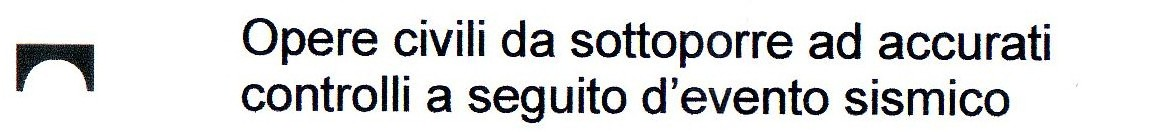 Opere civili da sottoporre ad accurati
controlli a seguito d'evento sismico